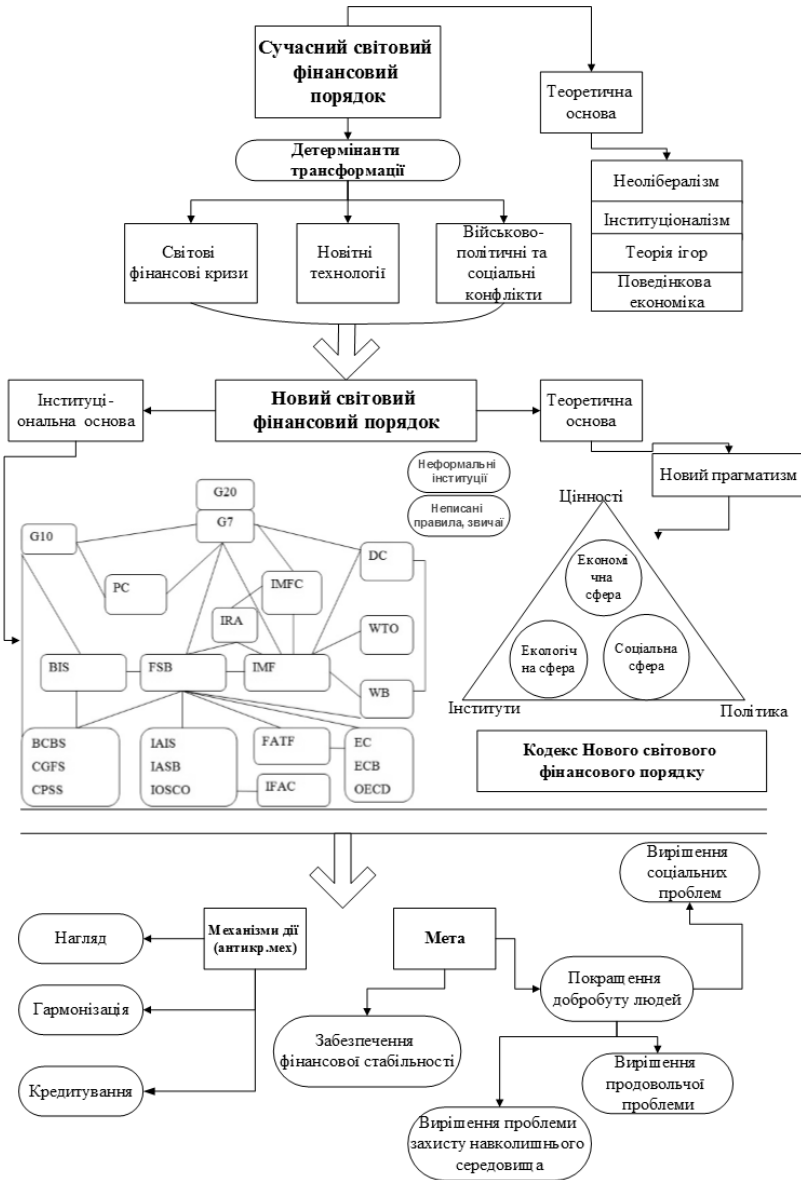 Сучасний світовий
фінансовий
порядок
Теоретична
основа
Детермінанти
трансформації
Неолібералізм
Інституціоналізм
Теорія ігор
Поведінкова
економіка
Світові
фінансові кризи
Новітні
технології
Військово-
політичні та
соціальні
конфлікти
Інституці-
ональна основа
Новий світовий
фінансовий порядок
Теоретична
основа
Новий прагматизм
Неформальні
інституції
Неписані
правила, звичаї
G20
G7
G10
DC
PC
IMFC
IRA
WTO
BIS
FSB
IMF
WB
BCBS
CGFS
CPSS
IAIS
IASB
IOSCO
FATF
IFAC
EC
ECB
OECD
Цінності
Економі
чна
сфера
Екологіч
на сфера
Соціальна
сфера
Інститути
Політика
Кодекс Нового світового
фінансового порядку
Вирішення
соціальних
проблем
Нагляд
Механізми дії
(антикр.мех)
Мета
Гармонізація
Покращення
добробуту людей
Забезпечення
фінансової стабільності
Кредитування
Вирішення
продовольчої
проблеми
Вирішення проблеми
захисту навколишнього
середовища